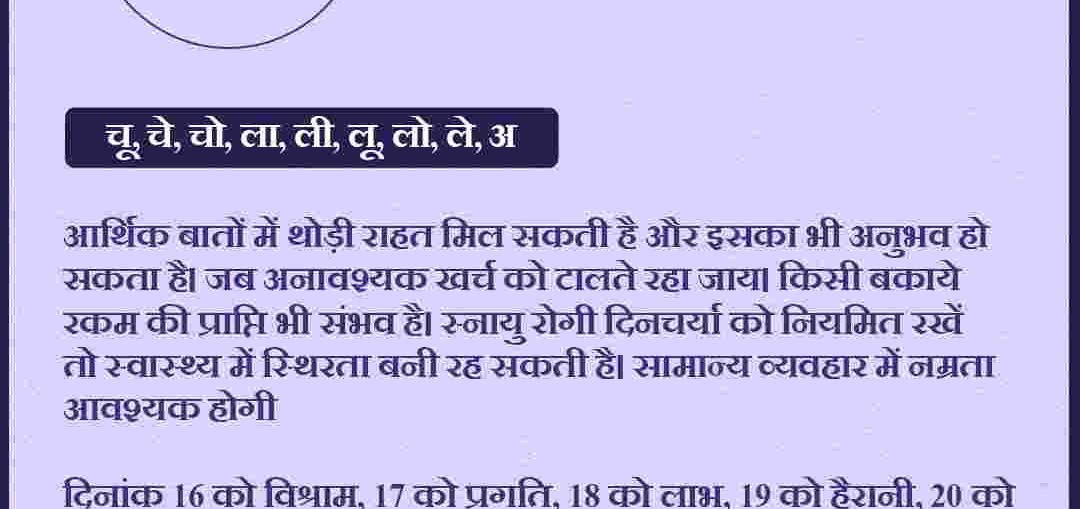 चू, चे, चो, ला, ली, लू, लो, ले, अ
आर्थिक बातों में थोड़ी राहत मिल सकती है और इसका भी अनुभव हो
सकता है। जब अनावश्यक खर्च को टालते रहा जाय। किसी बकाये
रकम की प्राप्ति भी संभव है। स्नायु रोगी दिनचर्या को नियमित रखें
तो स्वास्थ्य में स्थिरता बनी रह सकती है। सामान्य व्यवहार में नम्रता
आवश्यक होगी
दिनांक 16 को विश्राम, 17 को प्रगति, 18 को लाभ, 19 को हैरानी, 20 को